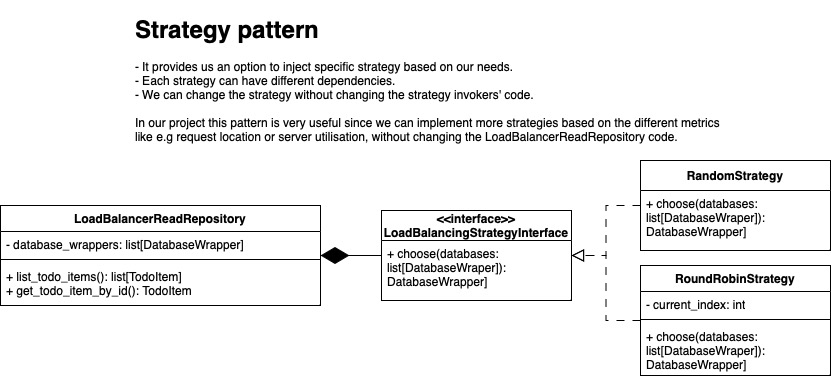 Strategy pattern
- It provides us an option to inject specific strategy based on our needs.
- Each strategy can have different dependencies.
- We can change the strategy without changing the strategy invokers' code.
In our project this pattern is very useful since we can implement more strategies based on the different metrics
like e.g request location or server utilisation, without changing the LoadBalancerReadRepository code.
LoadBalancerReadRepository
- database_wrappers: list[DatabaseWrapper]
+ list_todo_items(): list[TodoItem]
+ get_todo_item_by_id(): TodoItem
<<interface>>
LoadBalancingStrategyInterface
+ choose(databases:
list[DatabaseWraper]):
DatabaseWrapper]
RandomStrategy
+ choose(databases:
list[DatabaseWraper]):
DatabaseWrapper]
RoundRobinStrategy
- current_index: int
+ choose(databases:
list[DatabaseWraper]):
DatabaseWrapper]